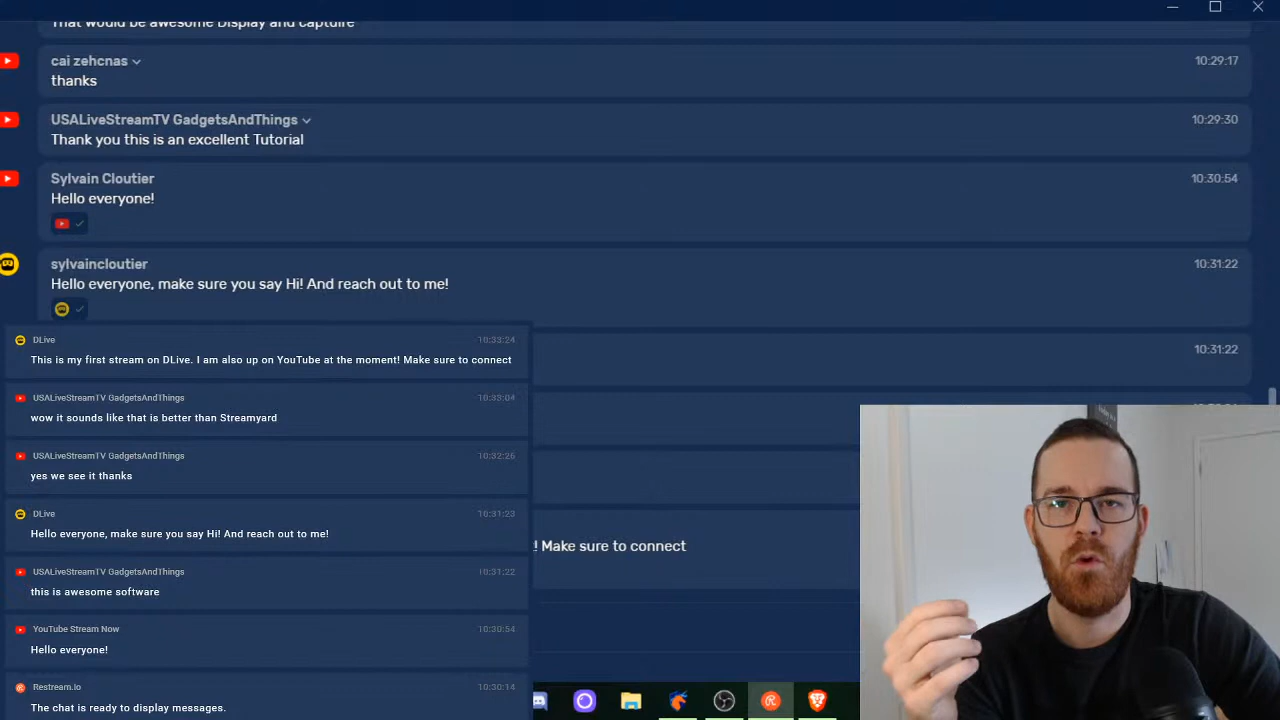 That would be awesome Display and captuire
cai zehcnas
10:29:17
thanks
USALiveStreamTV GadgetsAndThings
10:29:30
Thank you this is an excellent Tutorial
Sylvain Cloutier
10:30:54
Hello everyone!
sylvaincloutier
10:31:22
Hello everyone, make sure you say Hi! And reach out to me!
10:31:22
! Make sure to connect
DLive
10:33:24
This is my first stream on DLive. I am also up on YouTube at the moment! Make sure to connect
USALiveStreamTV GadgetsAndThings
10:33:04
wow it sounds like that is better than Streamyard
USALiveStreamTV GadgetsAndThings
10:32:26
yes we see it thanks
DLive
10:31:23
Hello everyone, make sure you say Hi! And reach out to me!
USALiveStreamTV GadgetsAndThings
10:31:22
this is awesome software
YouTube Stream Now
10:30:54
Hello everyone!
Restream.io
10:30:14
The chat is ready to display messages.